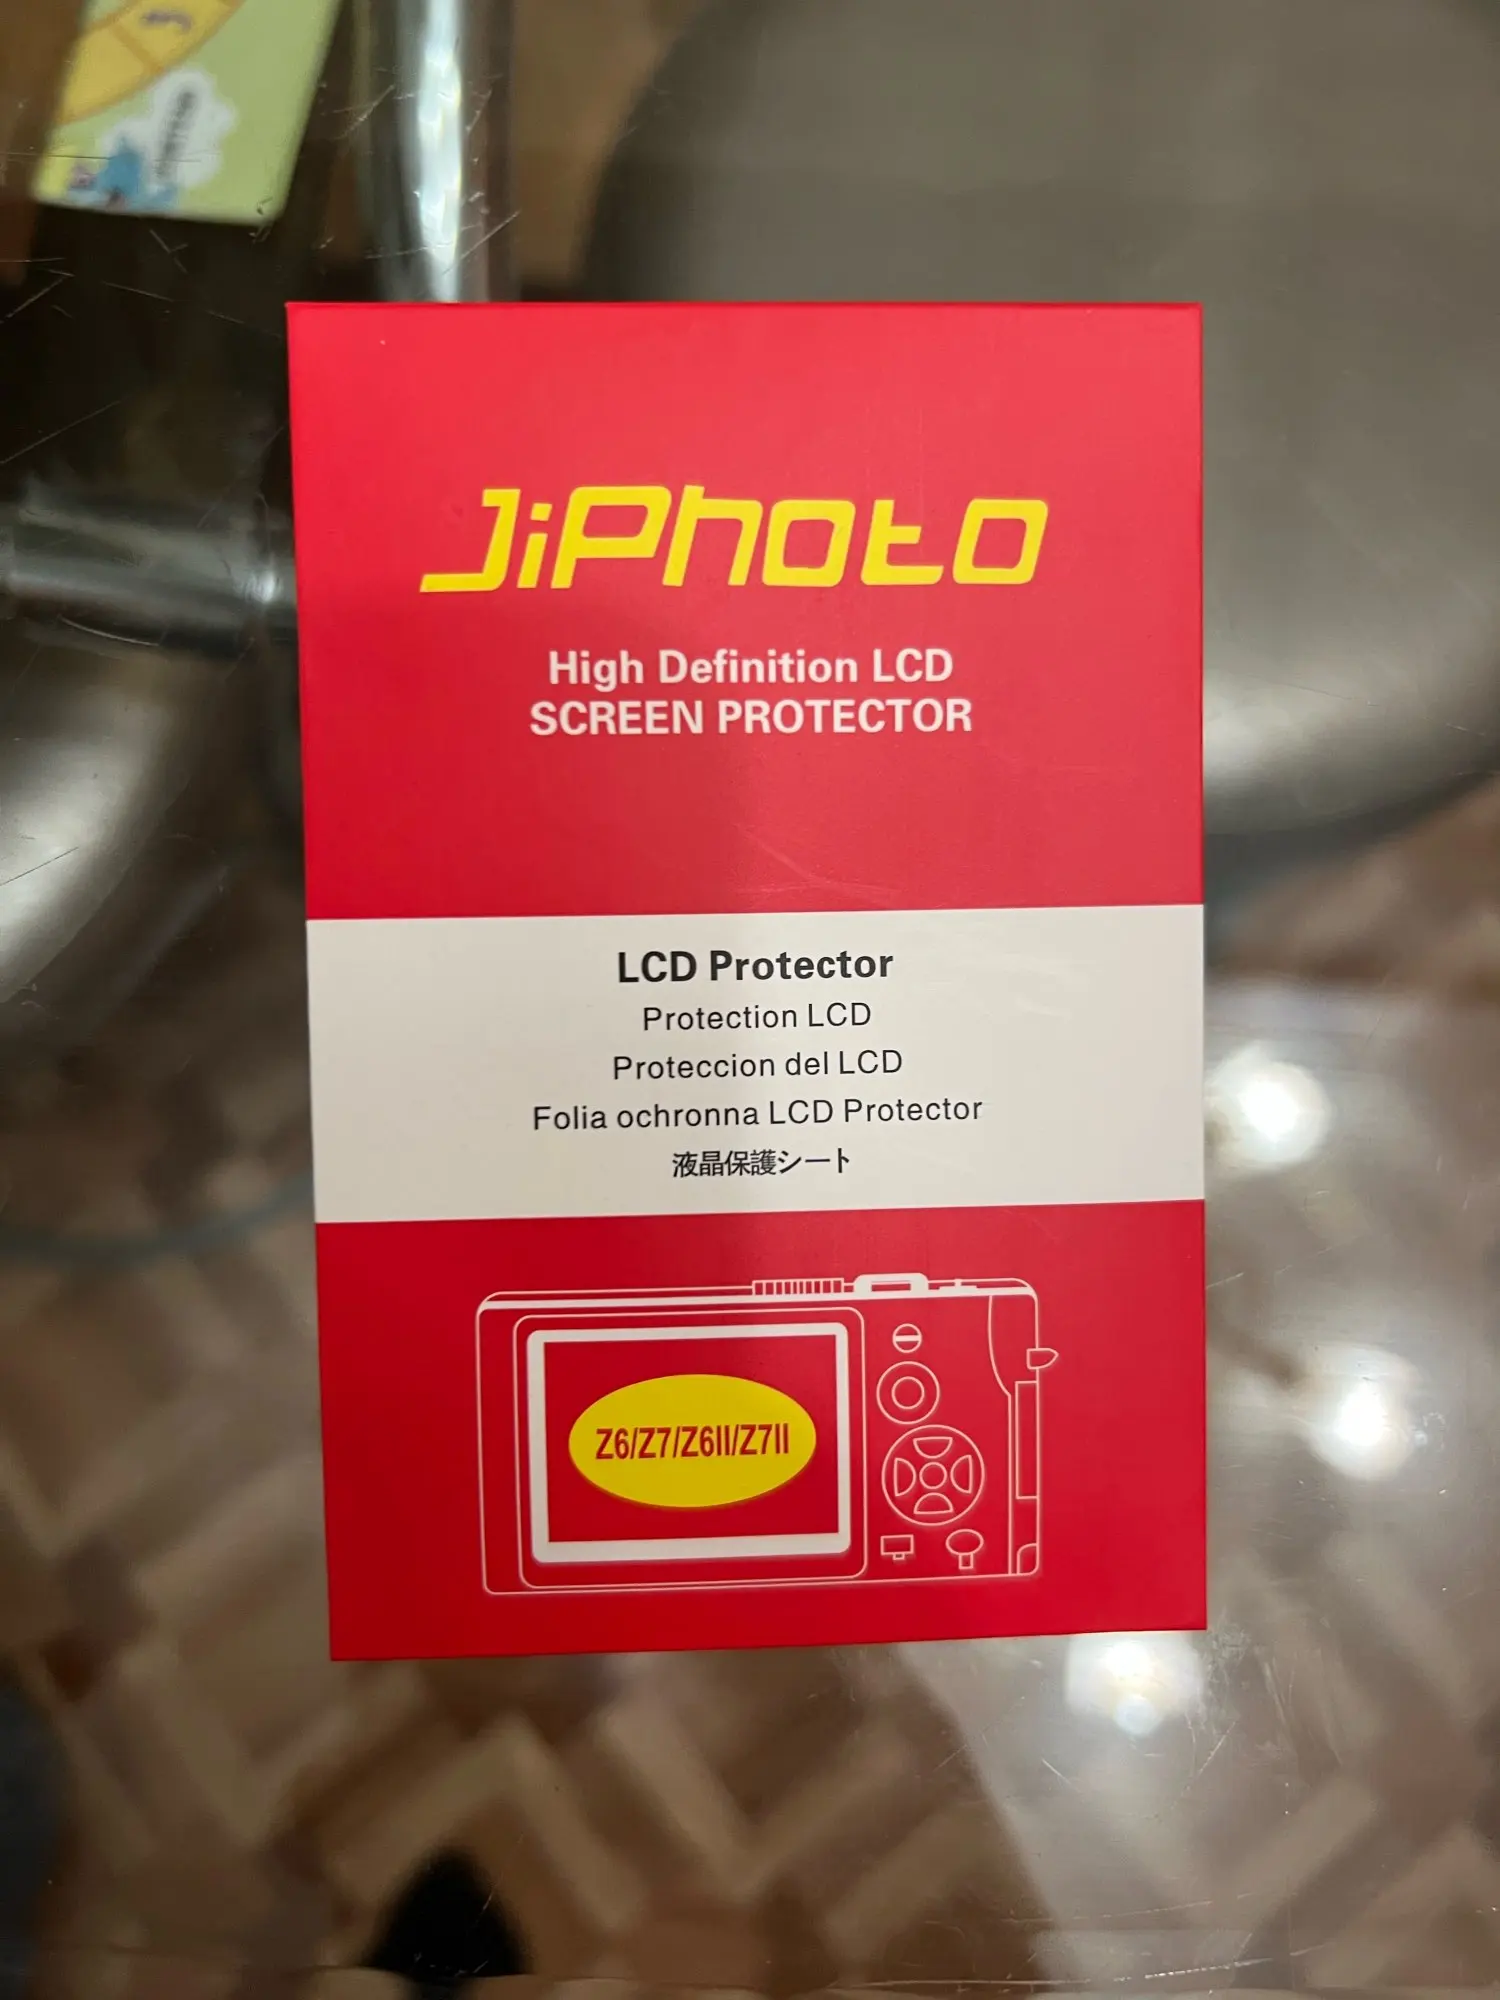 JiPhoto
High Definition LCD
SCREEN PROTECTOR
LCD Protector
Protection LCD
Proteccion del LCD
Folia ochronna LCD Protector
液晶保護シート
Z6/Z7/Z6II/Z7II